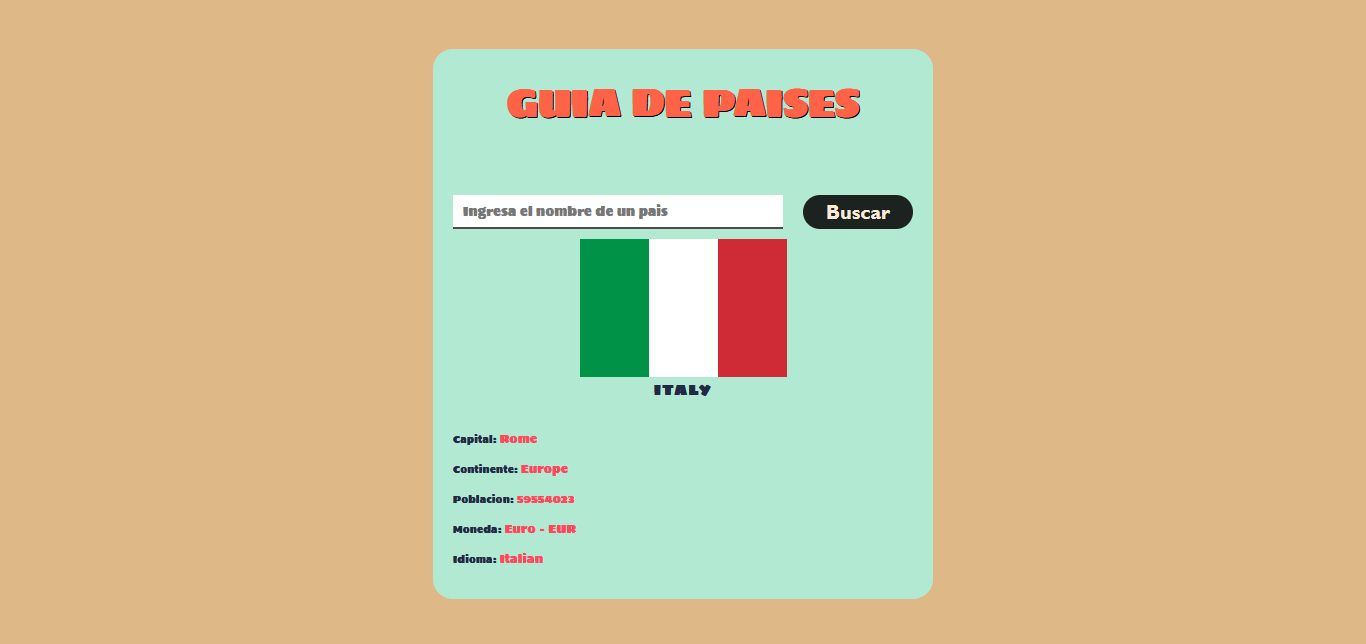 GUIA DE PAISES
Ingresa el nombre de un pais
Buscar
ITALY
Capital: Rome
Continente: Europe
Poblacion: 59554023
Moneda: Euro - EUR
Idioma: Italian